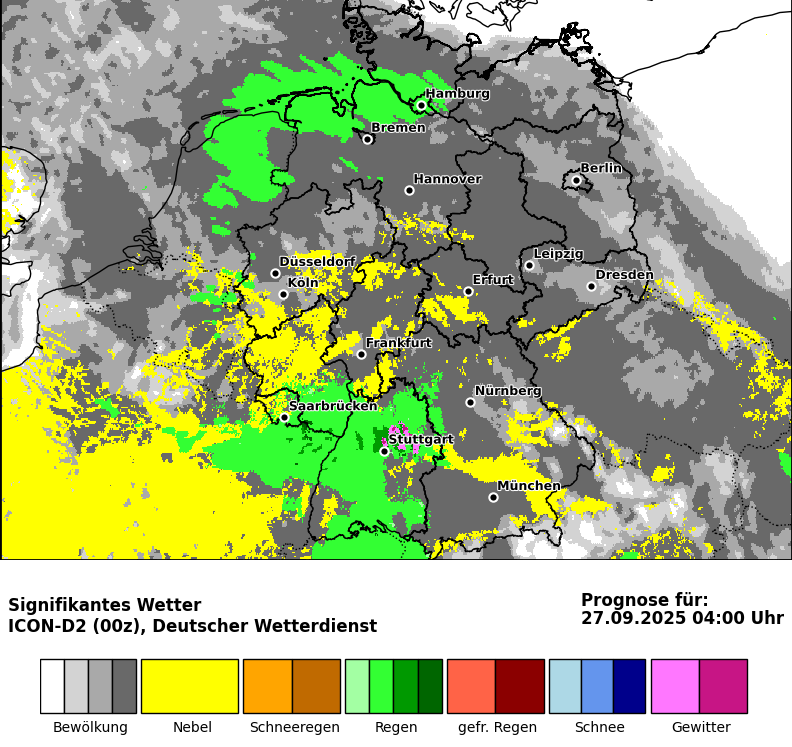 Hamburg
Bremen
Berlin
Hannover
Leipzig
Düsseldorf
Dresden
Köln
Erfurt
Frankfurt
Nürnberg
Saarbrücken
Stuttgart
München
Signifikantes Wetter
ICON-D2 (00z), Deutscher Wetterdienst
Prognose für:
27.09.2025 04:00 Uhr
Bewölkung
Nebel
Schneeregen
Regen
gefr. Regen
Schnee
Gewitter